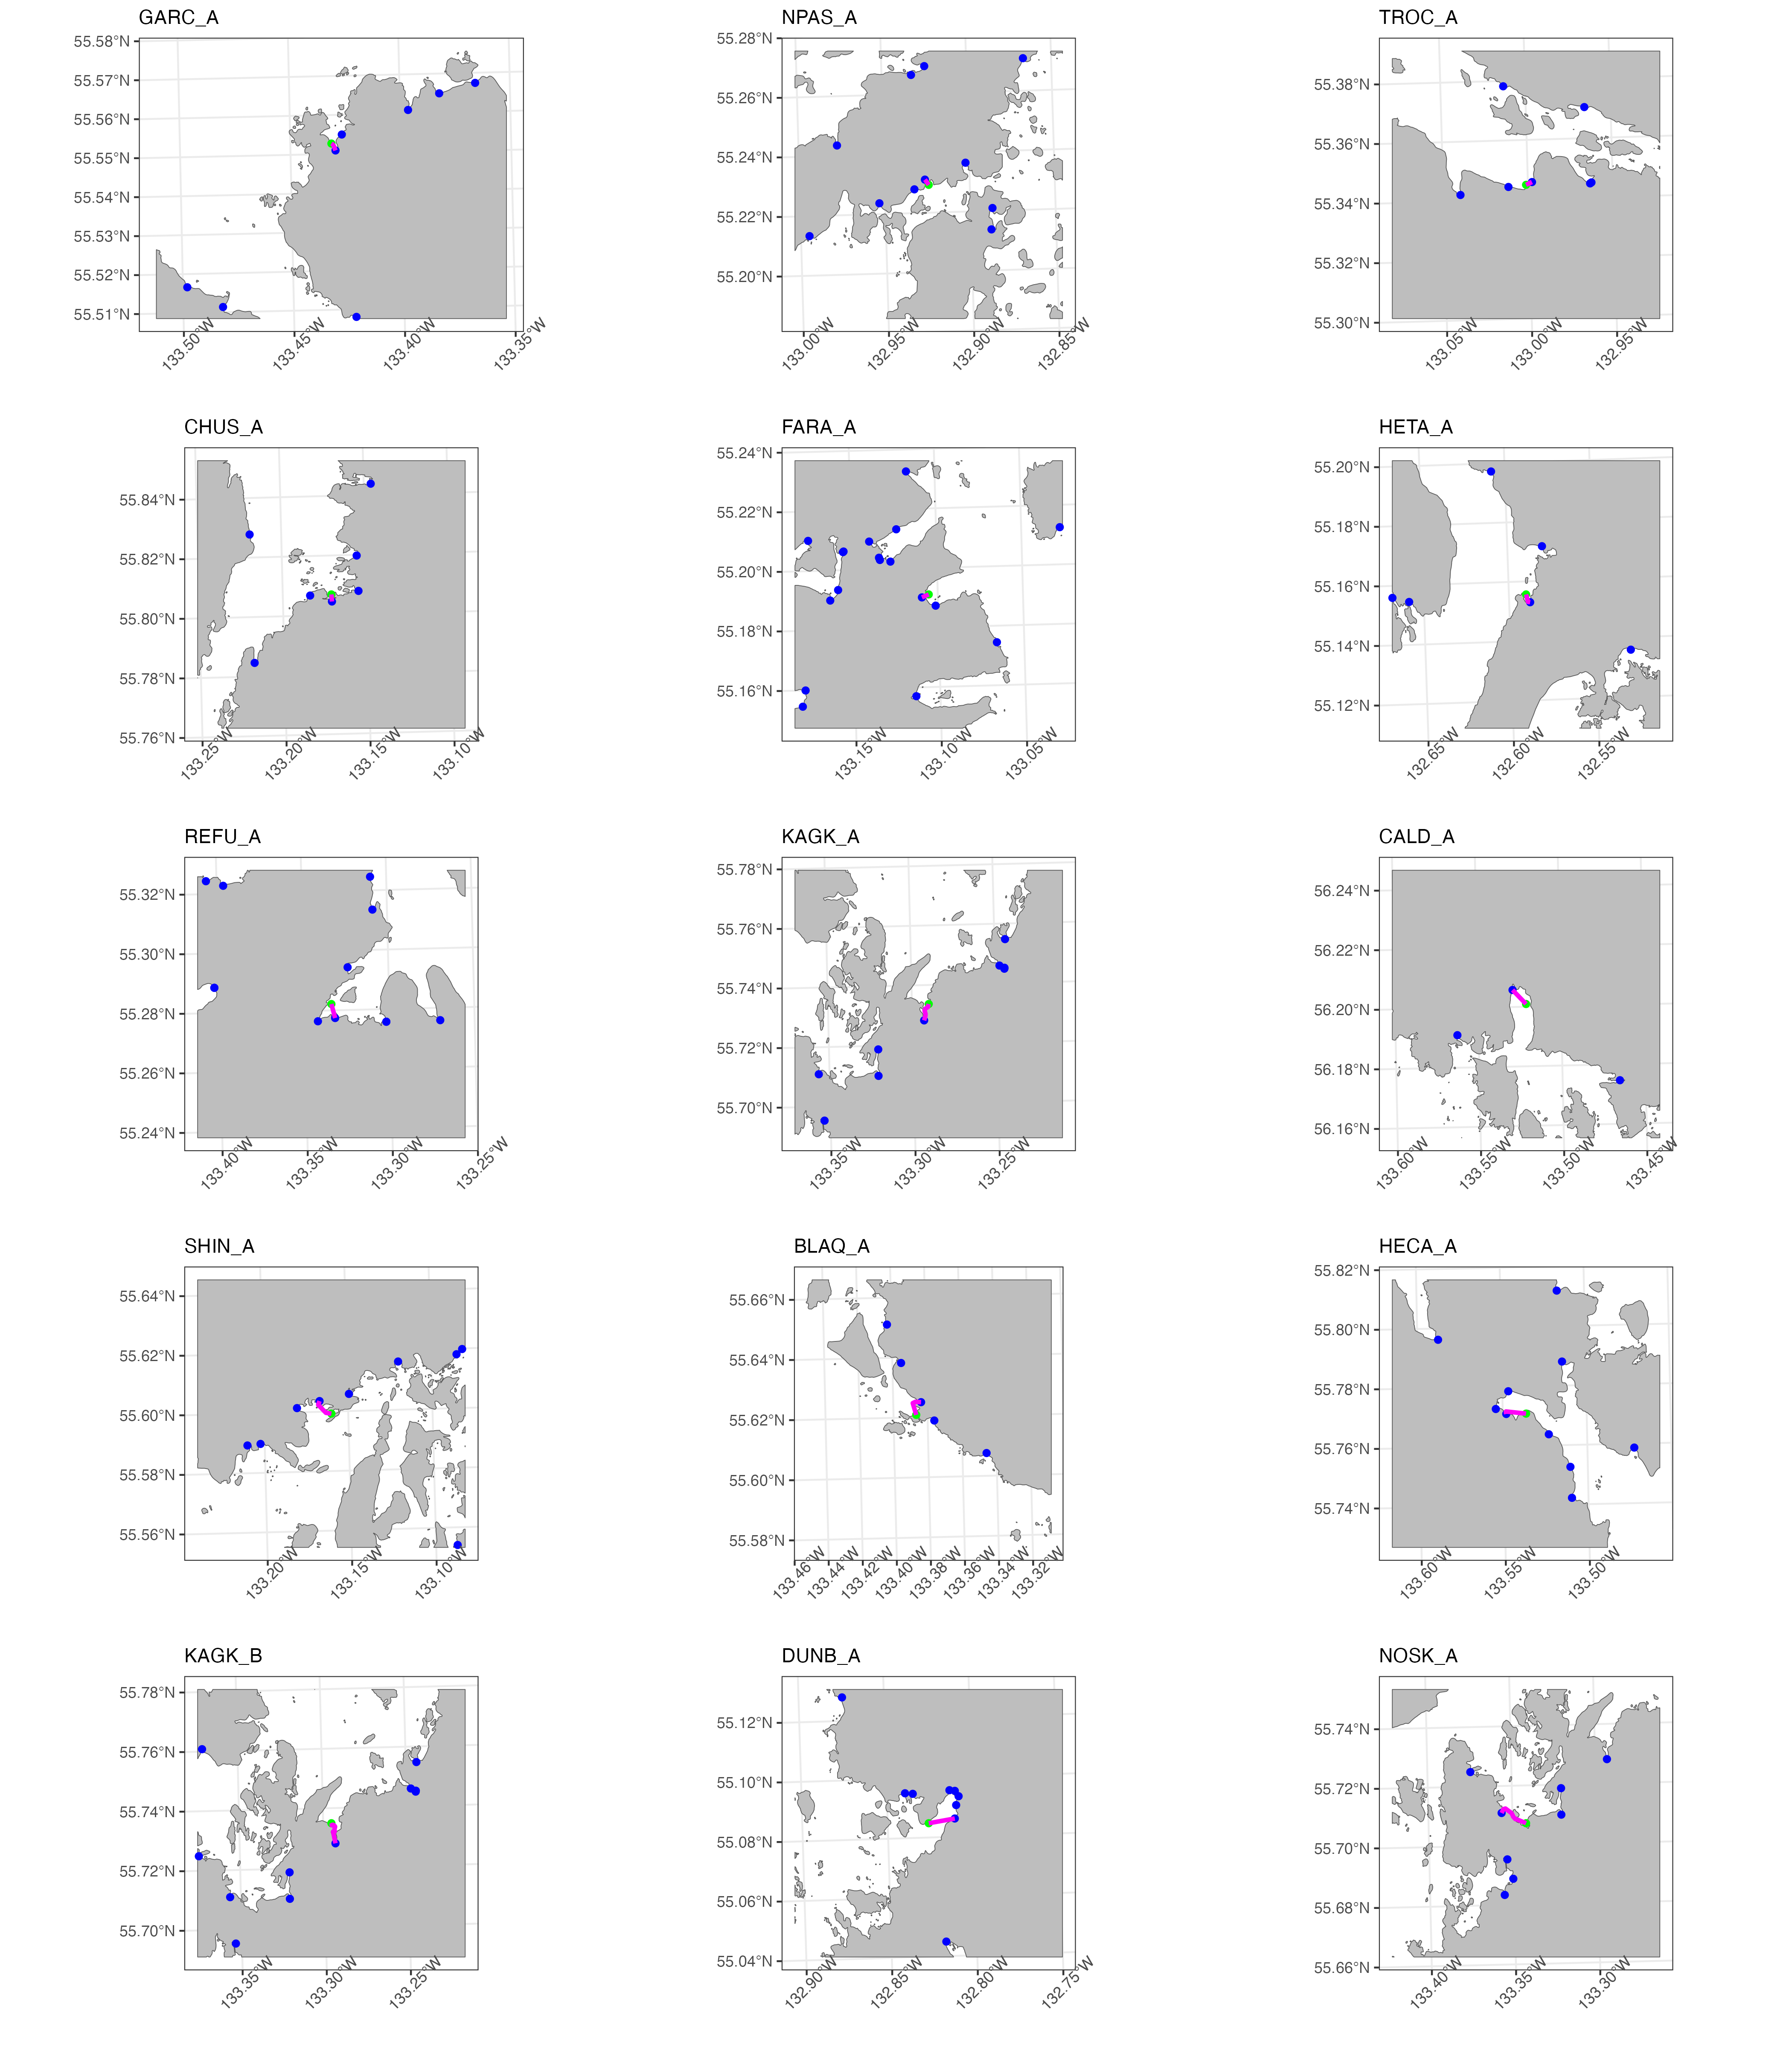 GARC_A
55.58°N
55.57°N
55.56°N
55.55°N
55.54°N
55.53°N
55.52°N
55.51°N
133.50°W
133.45°W
133.40°W
133.35°W
NPAS_A
55.28°N
55.26°N
55.24°N
55.22°N
55.20°N
133.00°W
132.95°W
132.90°W
132.85°W
TROC_A
55.38°N
55.36°N
55.34°N
55.32°N
55.30°N
133.05°W
133.00°W
132.95°W
CHUS_A
55.84°N
55.82°N
55.80°N
55.78°N
55.76°N
133.25°W
133.20°W
133.15°W
133.10°W
FARA_A
55.24°N
55.22°N
55.20°N
55.18°N
55.16°N
133.15°W
133.10°W
133.05°W
HETA_A
55.20°N
55.18°N
55.16°N
55.14°N
55.12°N
132.65°W
132.60°W
132.55°W
REFU_A
55.32°N
55.30°N
55.28°N
55.26°N
55.24°N
133.40°W
133.35°W
133.30°W
133.25°W
KAGK_A
55.78°N
55.76°N
55.74°N
55.72°N
55.70°N
133.35°W
133.30°W
133.25°W
CALD_A
56.24°N
56.22°N
56.20°N
56.18°N
56.16°N
133.60°W
133.55°W
133.50°W
133.45°W
SHIN_A
55.64°N
55.62°N
55.60°N
55.58°N
55.56°N
133.20°W
133.15°W
133.10°W
BLAQ_A
55.66°N
55.64°N
55.62°N
55.60°N
55.58°N
133.46°W
133.44°W
133.42°W
133.40°W
133.38°W
133.36°W
133.34°W
133.32°W
HECA_A
55.82°N
55.80°N
55.78°N
55.76°N
55.74°N
133.60°W
133.55°W
133.50°W
KAGK_B
55.78°N
55.76°N
55.74°N
55.72°N
55.70°N
133.35°W
133.30°W
133.25°W
DUNB_A
55.12°N
55.10°N
55.08°N
55.06°N
55.04°N
132.90°W
132.85°W
132.80°W
132.75°W
NOSK_A
55.74°N
55.72°N
55.70°N
55.68°N
55.66°N
133.40°W
133.35°W
133.30°W